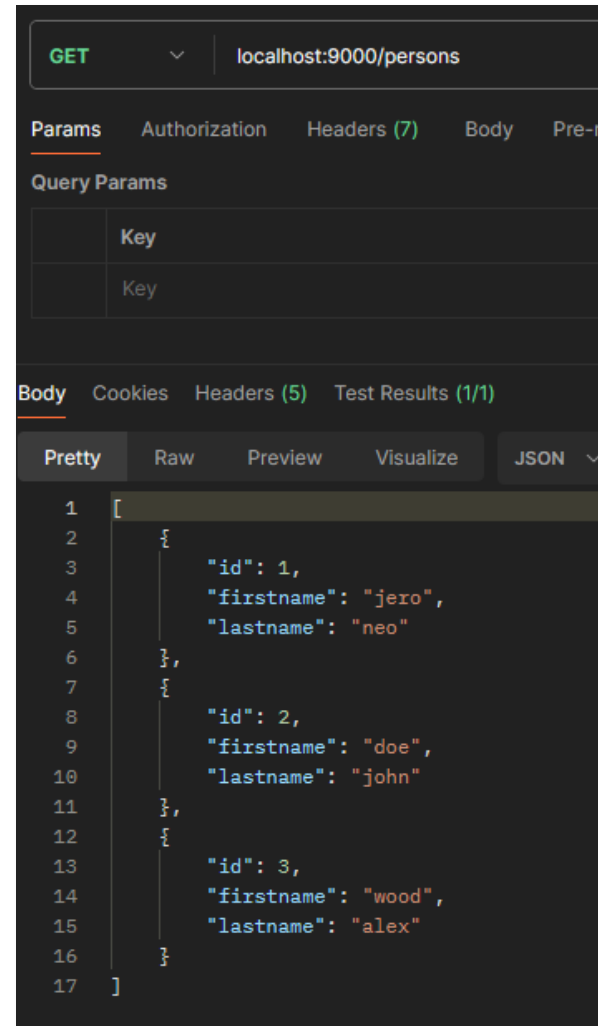 GET localhost:9000/persons
Params Authorization Headers (7) Body Pre-r
Query Params
Key
Key
Body Cookies Headers (5) Test Results (1/1)
Pretty Raw Preview Visualize JSON
1 [
2 {
3 "id": 1,
4 "firstname": "jero",
5 "lastname": "neo"
6 },
7 {
8 "id": 2,
9 "firstname": "doe",
10 "lastname": "john"
11 },
12 {
13 "id": 3,
14 "firstname": "wood",
15 "lastname": "alex"
16 }
17 ]